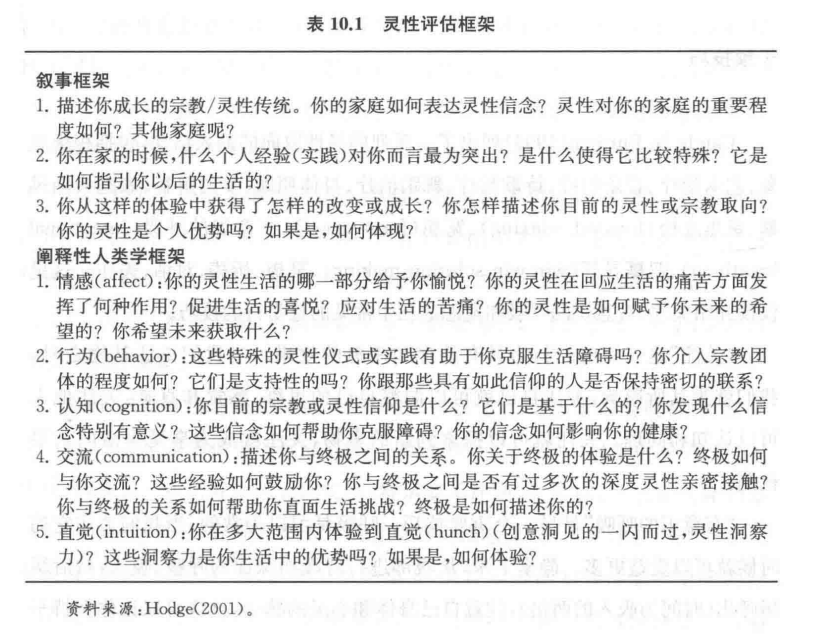 表 10.1 灵性评估框架
叙事框架
1. 描述你成长的宗教/灵性传统。你的家庭如何表达灵性信念？灵性对你的家庭的重要程
度如何？其他家庭呢？
2. 你在家的时候,什么个人经验(实践)对你而言最为突出？是什么使得它比较特殊？它是
如何指引你以后的生活的？
3. 你从这样的体验中获得了怎样的改变或成长？你怎样描述你目前的灵性或宗教取向？
你的灵性是个人优势吗？如果是,如何体现？
阐释性人类学框架
1. 情感(affect):你的灵性生活的哪一部分给予你愉悦？你的灵性在回应生活的痛苦方面发
挥了何种作用？促进生活的喜悦？应对生活的苦痛？你的灵性是如何赋予你未来的希
望的？你希望未来获取什么？
2. 行为(behavior):这些特殊的灵性仪式或实践有助于你克服生活障碍吗？你介入宗教团
体的程度如何？它们是支持性的吗？你跟那些具有如此信仰的人是否保持密切的联系？
3. 认知(cognition):你目前的宗教或灵性信仰是什么？它们是基于什么的？你发现什么信
念特别有意义？这些信念如何帮助你克服障碍？你的信念如何影响你的健康？
4. 交流(communication):描述你与终极之间的关系。你关于终极的体验是什么？终极如何
与你交流？这些经验如何鼓励你？你与终极之间是否有过多次的深度灵性亲密接触？
你与终极的关系如何帮助你直面生活挑战？终极是如何描述你的？
5. 直觉(intuition):你在多大范围内体验到直觉(hunch)(创意洞见的一闪而过,灵性洞察
力)？这些洞察力是你生活中的优势吗？如果是,如何体验？
资料来源:Hodge(2001)。